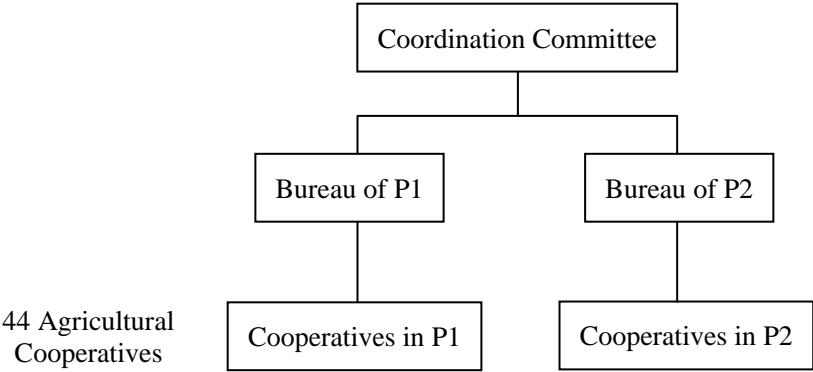 Coordination Committee
Bureau of P1
Bureau of P2
44 Agricultural
Cooperatives
Cooperatives in P1
Cooperatives in P2